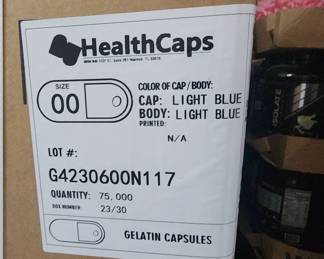 HealthCaps
SIZE
00
COLOR OF CAP/BODY:
CAP: LIGHT BLUE
BODY: LIGHT BLUE
PRINTED:
N/A
LOT #:
G4230600N117
QUANTITY: 75,000
BOX NUMBER 23/30
GELATIN CAPSULES
ISOLATE